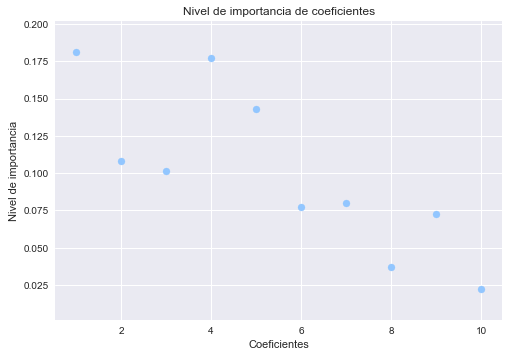 Nivel de importancia de coeficientes
0.200
0.175
0.150
0.125
0.100
0.075
0.050
0.025
Nivel de importancia
2 4 6 8 10
Coeficientes